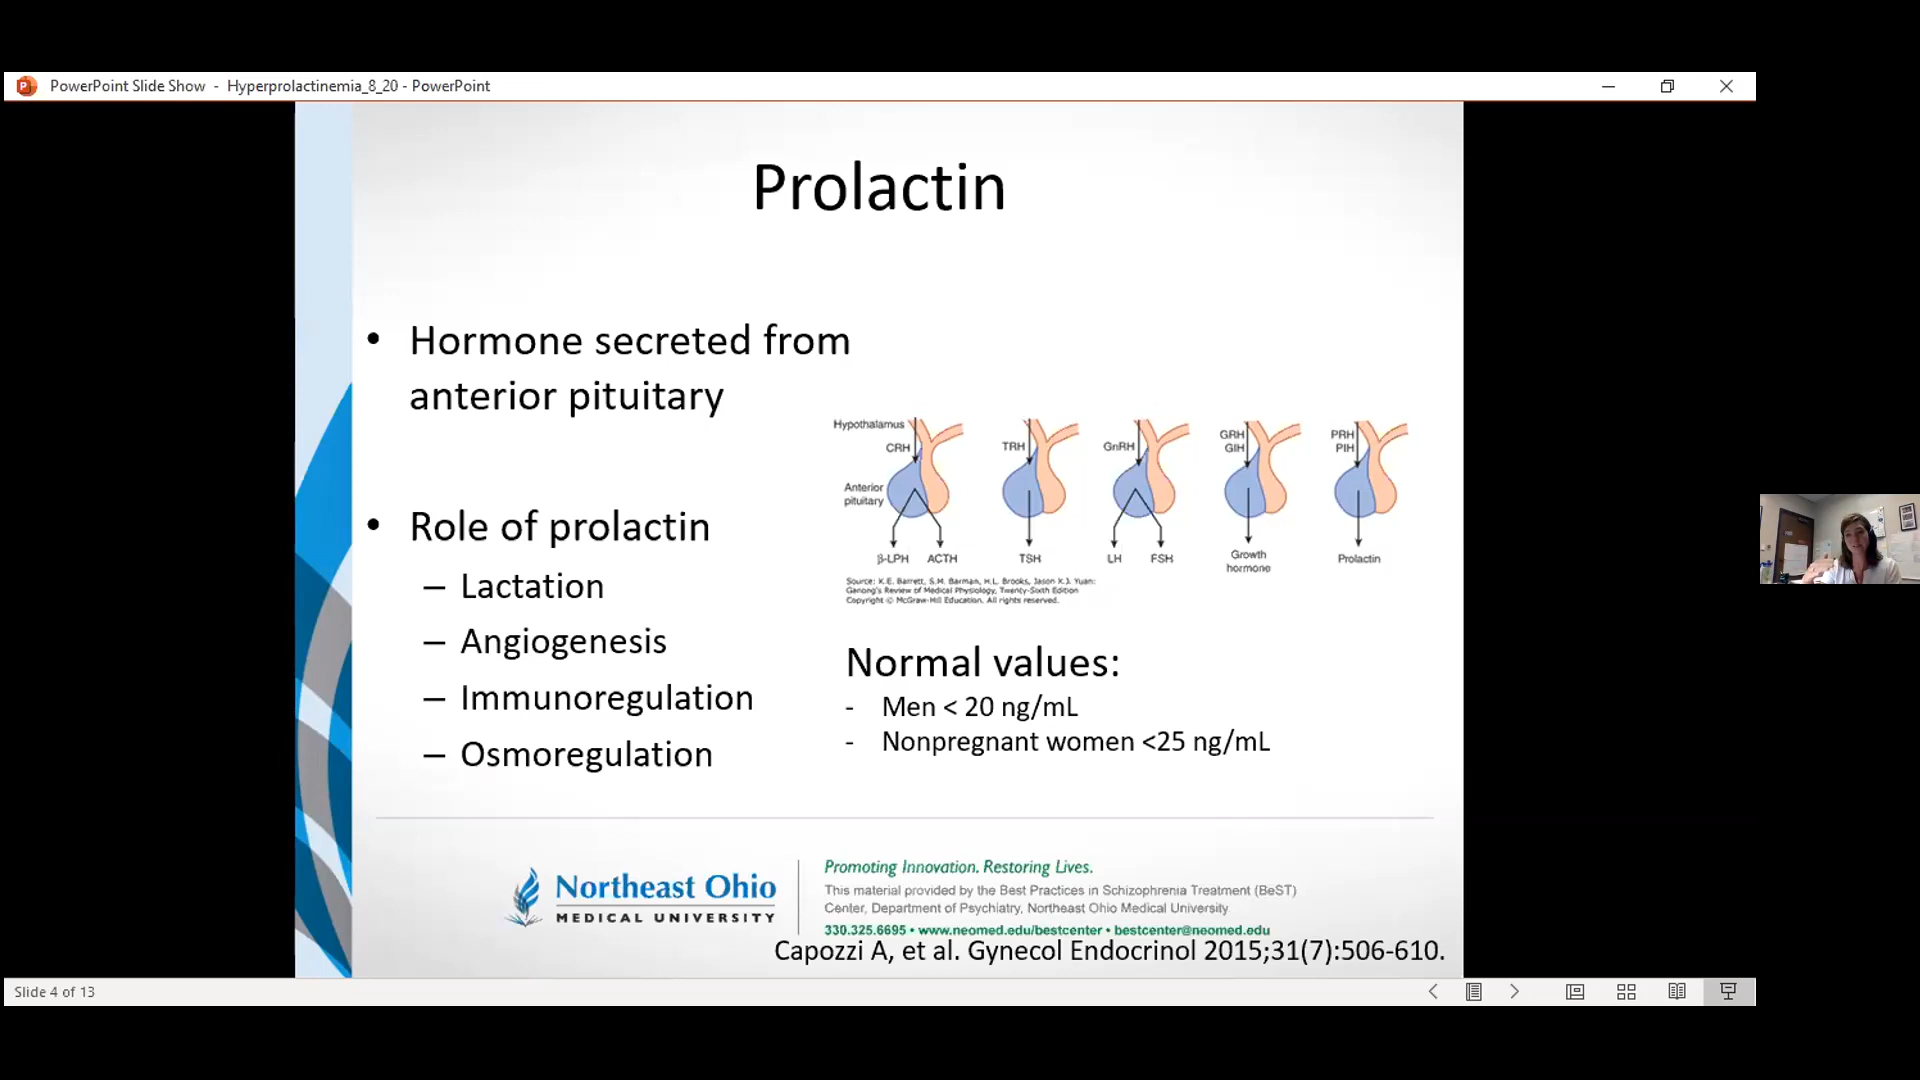 PowerPoint Slide Show - Hyperprolactinemia_8_20 - PowerPoint
Prolactin
• Hormone secreted from
anterior pituitary
• Role of prolactin
– Lactation
– Angiogenesis
– Immunoregulation
– Osmoregulation
Hypothalamus
CRH
Anterior
pituitary
β-LPH ACTH
TRH
TSH
GnRH
LH FSH
GRH
GIH
Growth
hormone
PRH
PIH
Prolactin
Source: K.E. Barrett, S.M. Barman, H.L. Brooks, Jason X.J. Yuan:
Ganong's Review of Medical Physiology, Twenty-Sixth Edition
Copyright © McGraw-Hill Education. All rights reserved.
Normal values:
- Men < 20 ng/mL
- Nonpregnant women <25 ng/mL
Northeast Ohio
MEDICAL UNIVERSITY
Promoting Innovation. Restoring Lives.
This material provided by the Best Practices in Schizophrenia Treatment (BeST)
Center, Department of Psychiatry, Northeast Ohio Medical University
330.325.6695 • www.neomed.edu/bestcenter • bestcenter@neomed.edu
Capozzi A, et al. Gynecol Endocrinol 2015;31(7):506-610.
Slide 4 of 13